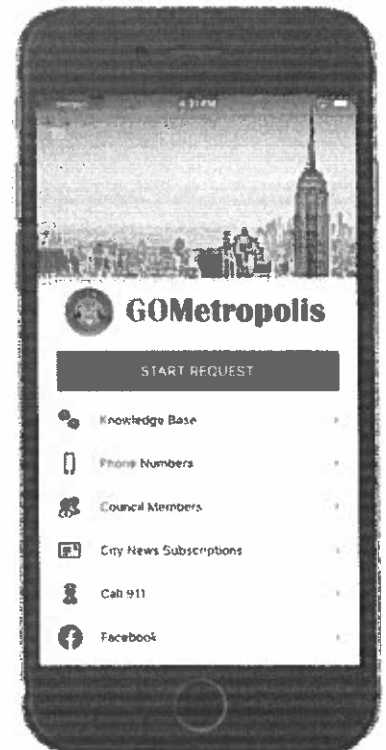 GOMetropolis
START REQUEST
Knowledge Base
Phone Numbers
Council Members
City News Subscriptions
Call 911
Facebook